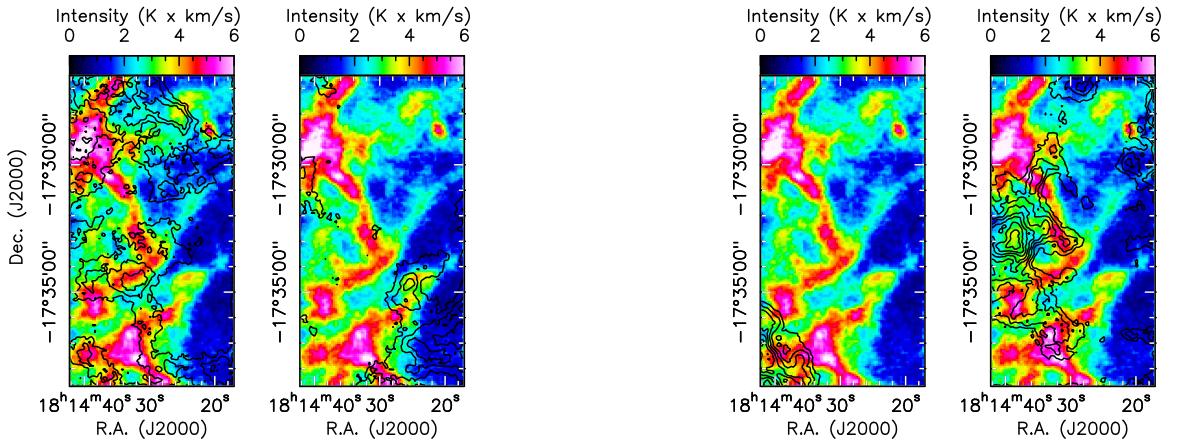 Intensity (K x km/s) Intensity (K x km/s) Intensity (K x km/s) Intensity (K x km/s)
0 2 4 6 0 2 4 6 0 2 4 6 0 2 4 6
Dec. (J2000)
−17°30'00" −17°30'00" −17°30'00" −17°30'00"
−17°35'00" −17°35'00" −17°35'00" −17°35'00"
18ʰ14ᵐ40ˢ 30ˢ 20ˢ 18ʰ14ᵐ40ˢ 30ˢ 20ˢ 18ʰ14ᵐ40ˢ 30ˢ 20ˢ 18ʰ14ᵐ40ˢ 30ˢ 20ˢ
R.A. (J2000) R.A. (J2000) R.A. (J2000) R.A. (J2000)